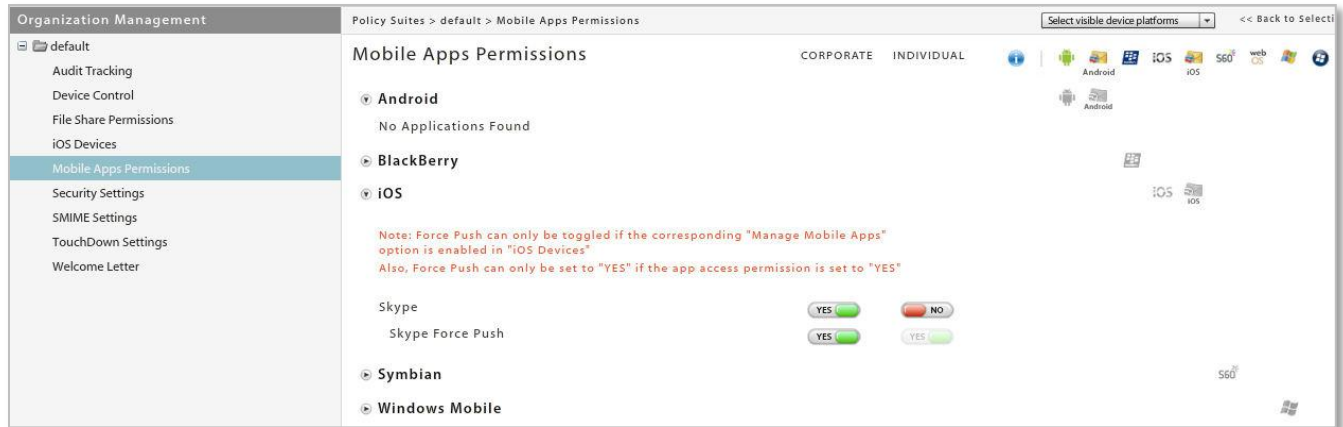 Organization Management
Policy Suites > default > Mobile Apps Permissions
Select visible device platforms
<< Back to Selecti
default
Audit Tracking
Device Control
File Share Permissions
iOS Devices
Mobile Apps Permissions
Security Settings
SMIME Settings
TouchDown Settings
Welcome Letter
Mobile Apps Permissions
CORPORATE INDIVIDUAL
Android
iOS
iOS
S60
web OS
Android
Android
No Applications Found
BlackBerry
iOS
iOS
iOS
Note: Force Push can only be toggled if the corresponding "Manage Mobile Apps"
option is enabled in "iOS Devices"
Also, Force Push can only be set to "YES" if the app access permission is set to "YES"
Skype
YES NO
Skype Force Push
YES YES
Symbian
S60
Windows Mobile